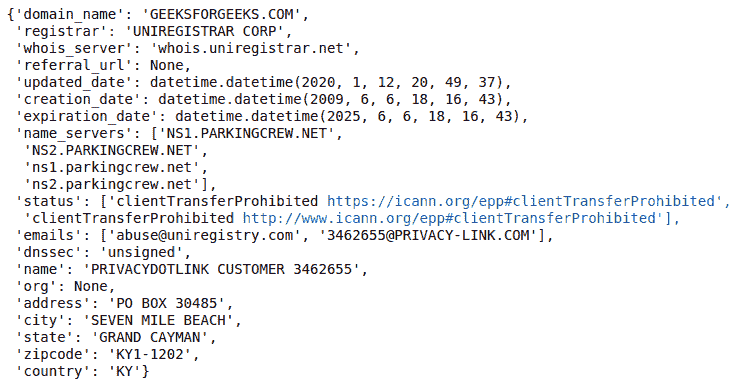 {'domain_name': 'GEEKSFORGEEKS.COM',
'registrar': 'UNIREGISTRAR CORP',
'whois_server': 'whois.uniregistrar.net',
'referral_url': None,
'updated_date': datetime.datetime(2020, 1, 12, 20, 49, 37),
'creation_date': datetime.datetime(2009, 6, 6, 18, 16, 43),
'expiration_date': datetime.datetime(2025, 6, 6, 18, 16, 43),
'name_servers': ['NS1.PARKINGCREW.NET',
'NS2.PARKINGCREW.NET',
'ns1.parkingcrew.net',
'ns2.parkingcrew.net'],
'status': ['clientTransferProhibited https://icann.org/epp#clientTransferProhibited',
'clientTransferProhibited http://www.icann.org/epp#clientTransferProhibited'],
'emails': ['abuse@uniregistry.com', '3462655@PRIVACY-LINK.COM'],
'dnssec': 'unsigned',
'name': 'PRIVACYDOTLINK CUSTOMER 3462655',
'org': None,
'address': 'PO BOX 30485',
'city': 'SEVEN MILE BEACH',
'state': 'GRAND CAYMAN',
'zipcode': 'KY1-1202',
'country': 'KY'}